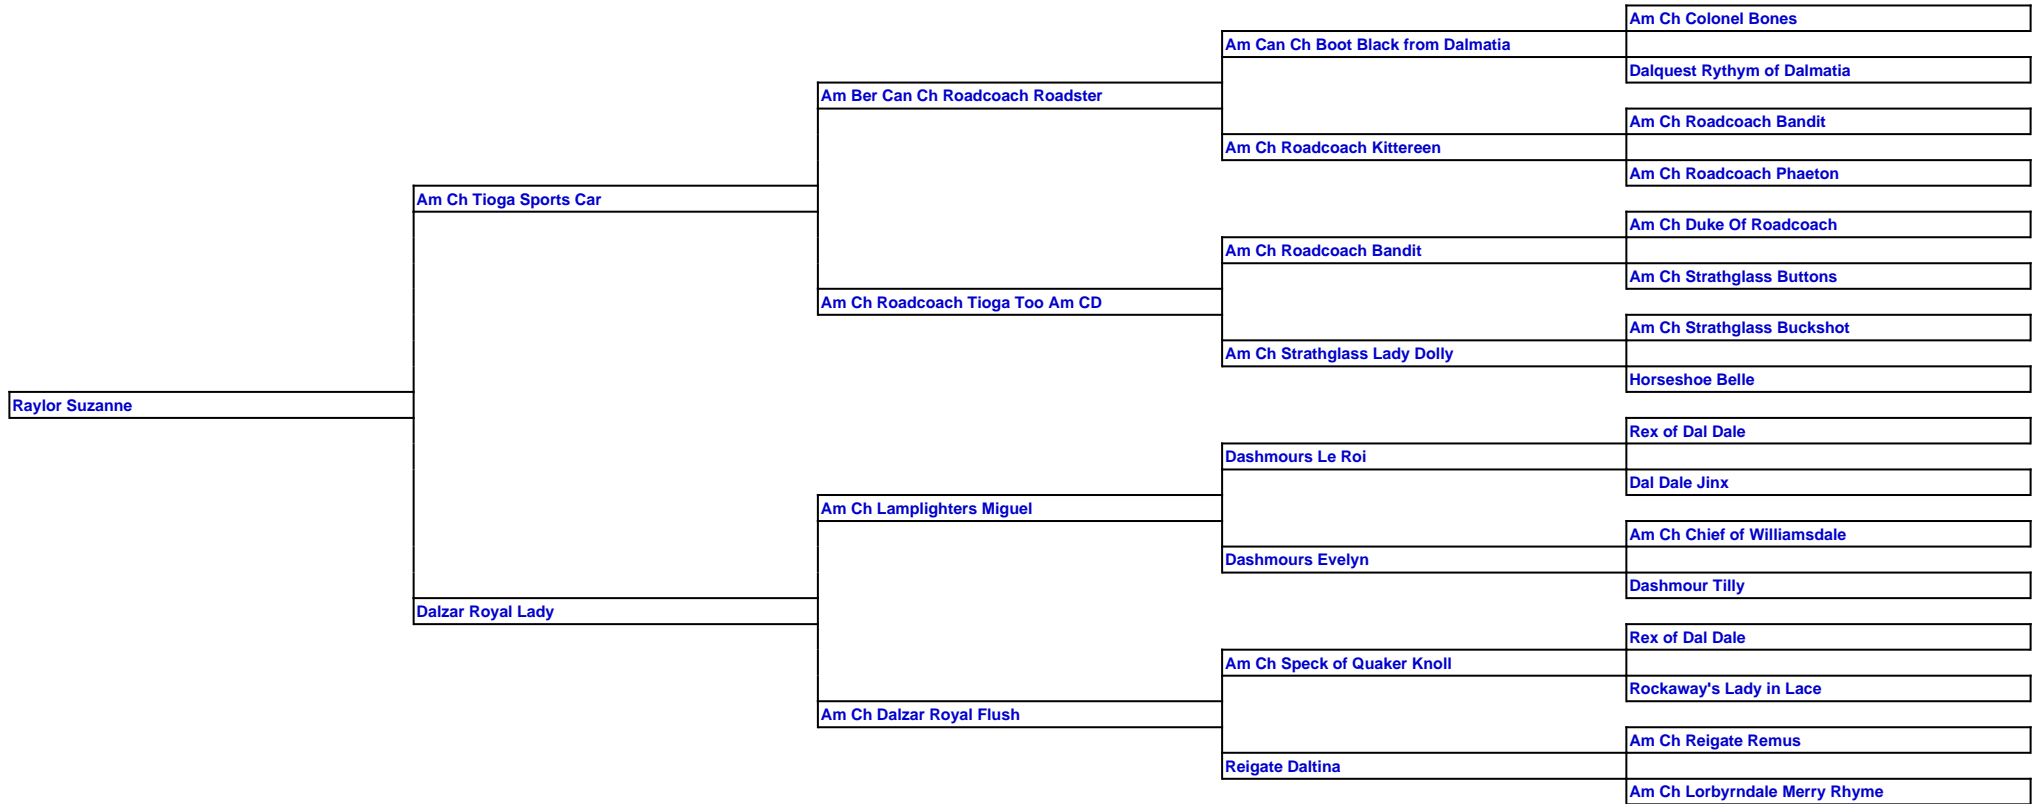 Am Ch Colonel Bones
Am Can Ch Boot Black from Dalmatia
Dalquest Rythym of Dalmatia
Am Ber Can Ch Roadcoach Roadster
Am Ch Roadcoach Bandit
Am Ch Roadcoach Kittereen
Am Ch Roadcoach Phaeton
Am Ch Tioga Sports Car
Am Ch Duke Of Roadcoach
Am Ch Roadcoach Bandit
Am Ch Strathglass Buttons
Am Ch Roadcoach Tioga Too Am CD
Am Ch Strathglass Buckshot
Am Ch Strathglass Lady Dolly
Horseshoe Belle
Raylor Suzanne
Rex of Dal Dale
Dashmours Le Roi
Dal Dale Jinx
Am Ch Lamplighters Miguel
Am Ch Chief of Williamsdale
Dashmours Evelyn
Dashmour Tilly
Dalzar Royal Lady
Rex of Dal Dale
Am Ch Speck of Quaker Knoll
Rockaway's Lady in Lace
Am Ch Dalzar Royal Flush
Am Ch Reigate Remus
Reigate Daltina
Am Ch Lorbyrndale Merry Rhyme